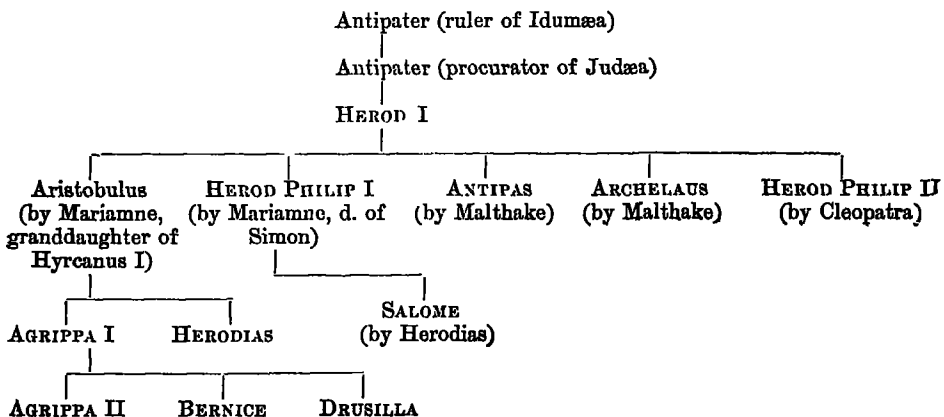 Antipater (ruler of Idumæa)
Antipater (procurator of Judæa)
HEROD I
Aristobulus
(by Mariamne,
granddaughter of
Hyrcanus I)
HEROD PHILIP I
(by Mariamne, d. of
Simon)
ANTIPAS
(by Malthake)
ARCHELAUS
(by Malthake)
HEROD PHILIP II
(by Cleopatra)
AGRIPPA I
HERODIAS
SALOME
(by Herodias)
AGRIPPA II
BERNICE
DRUSILLA